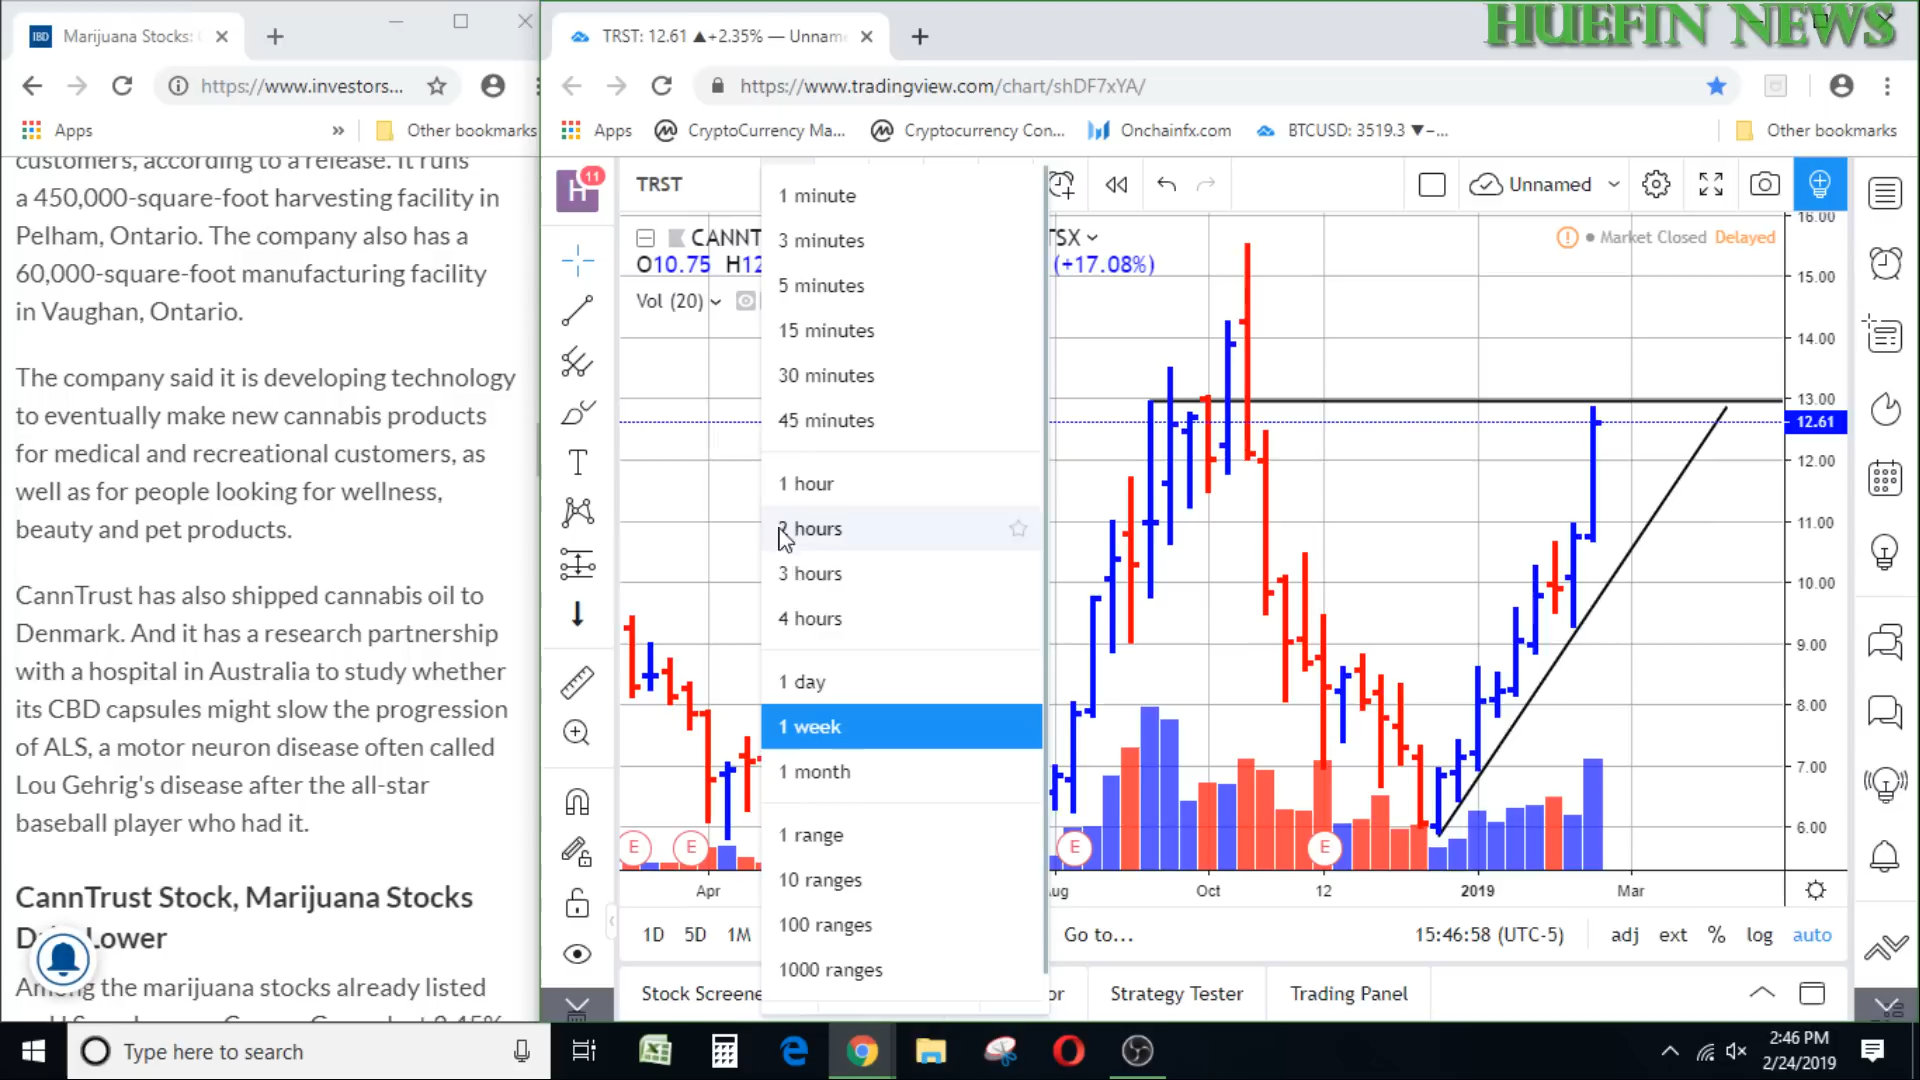 HUEFIN NEWS
IBD Marijuana Stocks:
TRST: 12.61 ▲+2.35% — Unnam
https://www.investors...
https://www.tradingview.com/chart/shDF7xYA/
Apps » Other bookmarks
Apps CryptoCurrency Ma... Cryptocurrency Con... Onchainfx.com BTCUSD: 3519.3 ▼−... Other bookmarks
customers, according to a release. It runs
a 450,000-square-foot harvesting facility in
Pelham, Ontario. The company also has a
60,000-square-foot manufacturing facility
in Vaughan, Ontario.
The company said it is developing technology
to eventually make new cannabis products
for medical and recreational customers, as
well as for people looking for wellness,
beauty and pet products.
CannTrust has also shipped cannabis oil to
Denmark. And it has a research partnership
with a hospital in Australia to study whether
its CBD capsules might slow the progression
of ALS, a motor neuron disease often called
Lou Gehrig's disease after the all-star
baseball player who had it.
CannTrust Stock, Marijuana Stocks
Lower
Among the marijuana stocks already listed
H 11
TRST
Unnamed
CANNT
TSX
Market Closed Delayed
O10.75 H12
(+17.08%)
Vol (20)
1 minute
3 minutes
5 minutes
15 minutes
30 minutes
45 minutes
1 hour
2 hours
3 hours
4 hours
1 day
1 week
1 month
1 range
10 ranges
100 ranges
1000 ranges
16.00
15.00
14.00
13.00
12.61
12.00
11.00
10.00
9.00
8.00
7.00
6.00
E E E E
Apr Aug Oct 12 2019 Mar
1D 5D 1M
Go to...
15:46:58 (UTC-5) adj ext % log auto
Stock Screene
or
Strategy Tester
Trading Panel
Type here to search
2:46 PM
2/24/2019